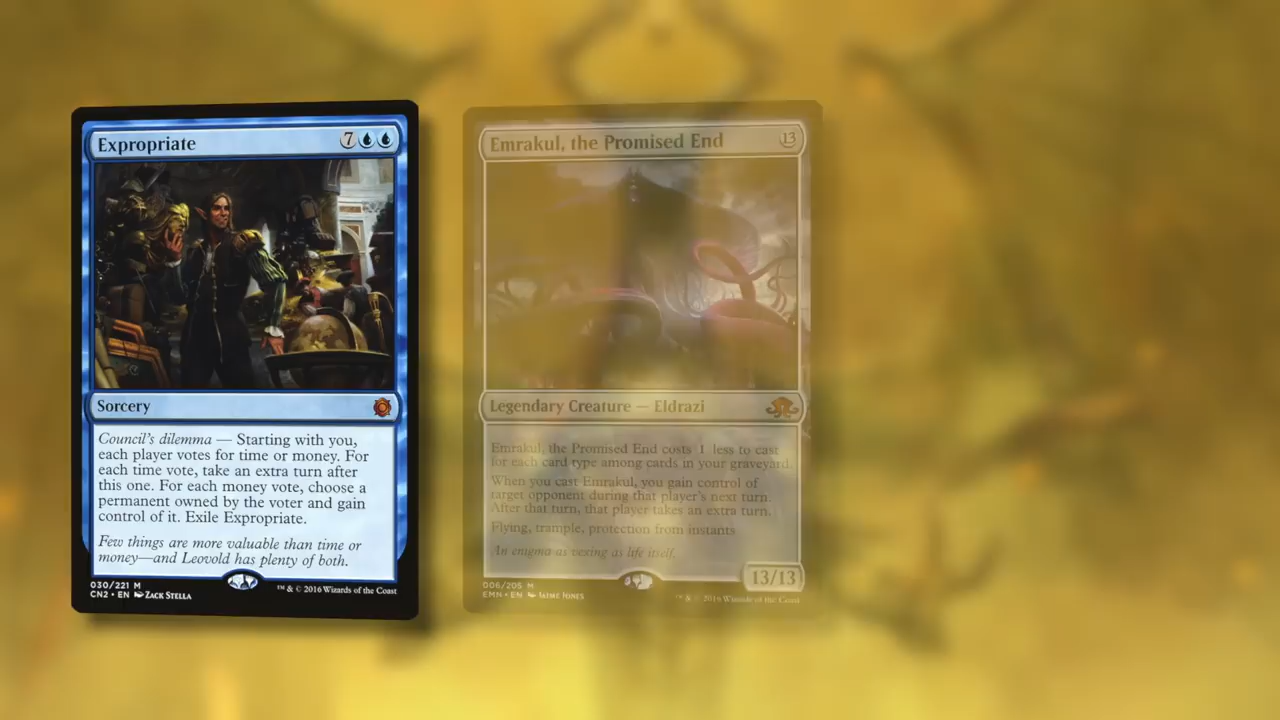 Expropriate
7
Sorcery
Council's dilemma — Starting with you,
each player votes for time or money. For
each time vote, take an extra turn after
this one. For each money vote, choose a
permanent owned by the voter and gain
control of it. Exile Expropriate.
Few things are more valuable than time or
money—and Leovold has plenty of both.
030/221 M
CN2 • EN Zack Stella
™ & © 2016 Wizards of the Coast
Emrakul, the Promised End
13
Legendary Creature — Eldrazi
Emrakul, the Promised End costs 1 less to cast
for each card type among cards in your graveyard.
When you cast Emrakul, you gain control of
target opponent during that player's next turn.
After that turn, that player takes an extra turn.
Flying, trample, protection from instants
An enigma as vexing as life itself.
13/13
006/205 M
EMN • EN Jaime Jones
™ & © 2016 Wizards of the Coast